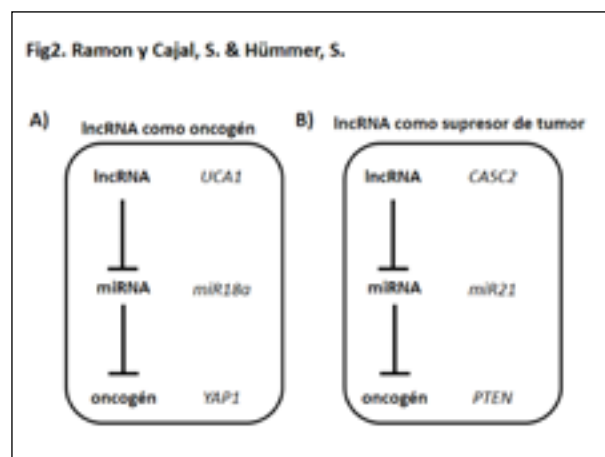 Fig2. Ramon y Cajal, S. & Hümmer, S.
A) lncRNA como oncogén
lncRNA UCA1
miRNA miR18a
oncogén YAP1
B) lncRNA como supresor de tumor
lncRNA CASC2
miRNA miR21
oncogén PTEN